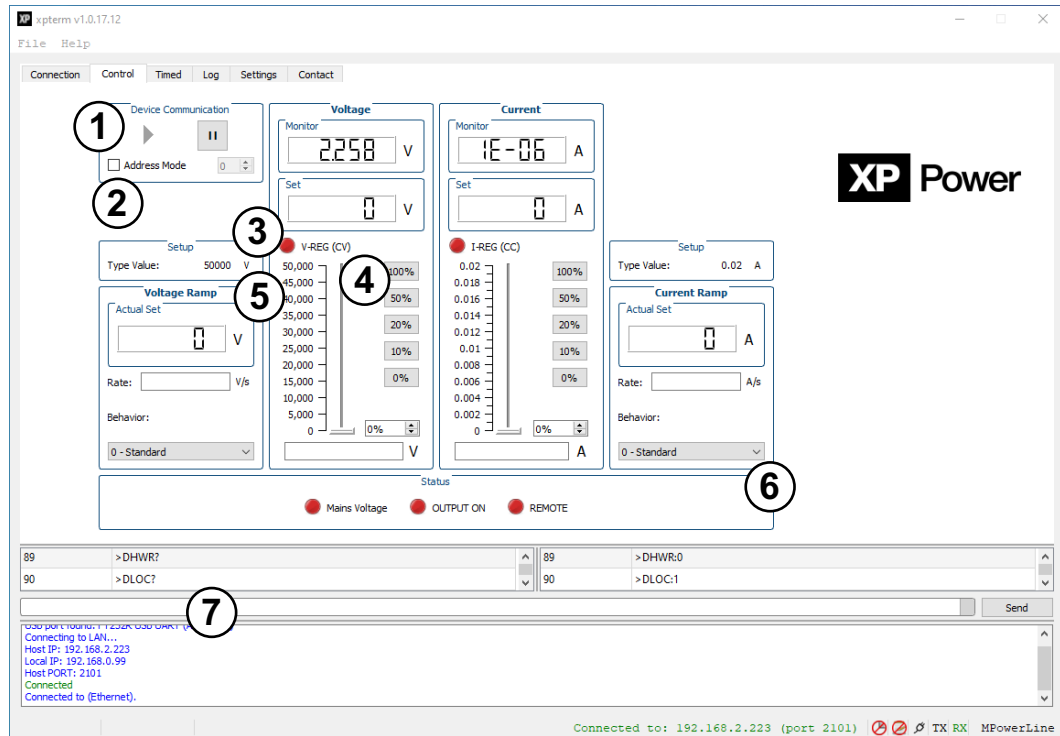 XP xpterm v1.0.17.12
File Help
Connection Control Timed Log Settings Contact
1
Device Communication
Address Mode 0
2
Voltage
Monitor
2.258 V
Set
0 V
3
V-REG (CV)
4
50,000
45,000
40,000
35,000
30,000
25,000
20,000
15,000
10,000
5,000
0
100%
50%
20%
10%
0%
0%
V
Current
Monitor
1E-06 A
Set
0 A
I-REG (CC)
0.02
0.018
0.016
0.014
0.012
0.01
0.008
0.006
0.004
0.002
0
100%
50%
20%
10%
0%
0%
A
XP Power
Setup
Type Value: 50000 V
5
Voltage Ramp
Actual Set
0 V
Rate: V/s
Behavior:
0 - Standard
Setup
Type Value: 0.02 A
Current Ramp
Actual Set
0 A
Rate: A/s
Behavior:
0 - Standard
6
Status
Mains Voltage OUTPUT ON REMOTE
89 >DHWR?
90 >DLOC?
89 >DHWR:0
90 >DLOC:1
7
Send
USB port found: FT232R USB UART
Connecting to LAN...
Host IP: 192.168.2.223
Local IP: 192.168.0.99
Host PORT: 2101
Connected
Connected to (Ethernet).
Connected to: 192.168.2.223 (port 2101) TX RX MPowerLine